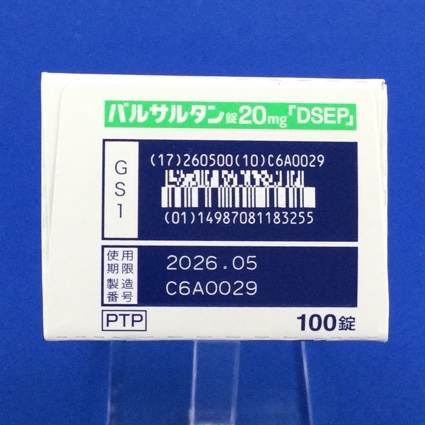 バルサルタン錠20mg「DSEP」
GS1
(17)260500(10)C6A0029
(01)14987081183255
使用期限 2026.05
製造番号 C6A0029
PTP 100錠